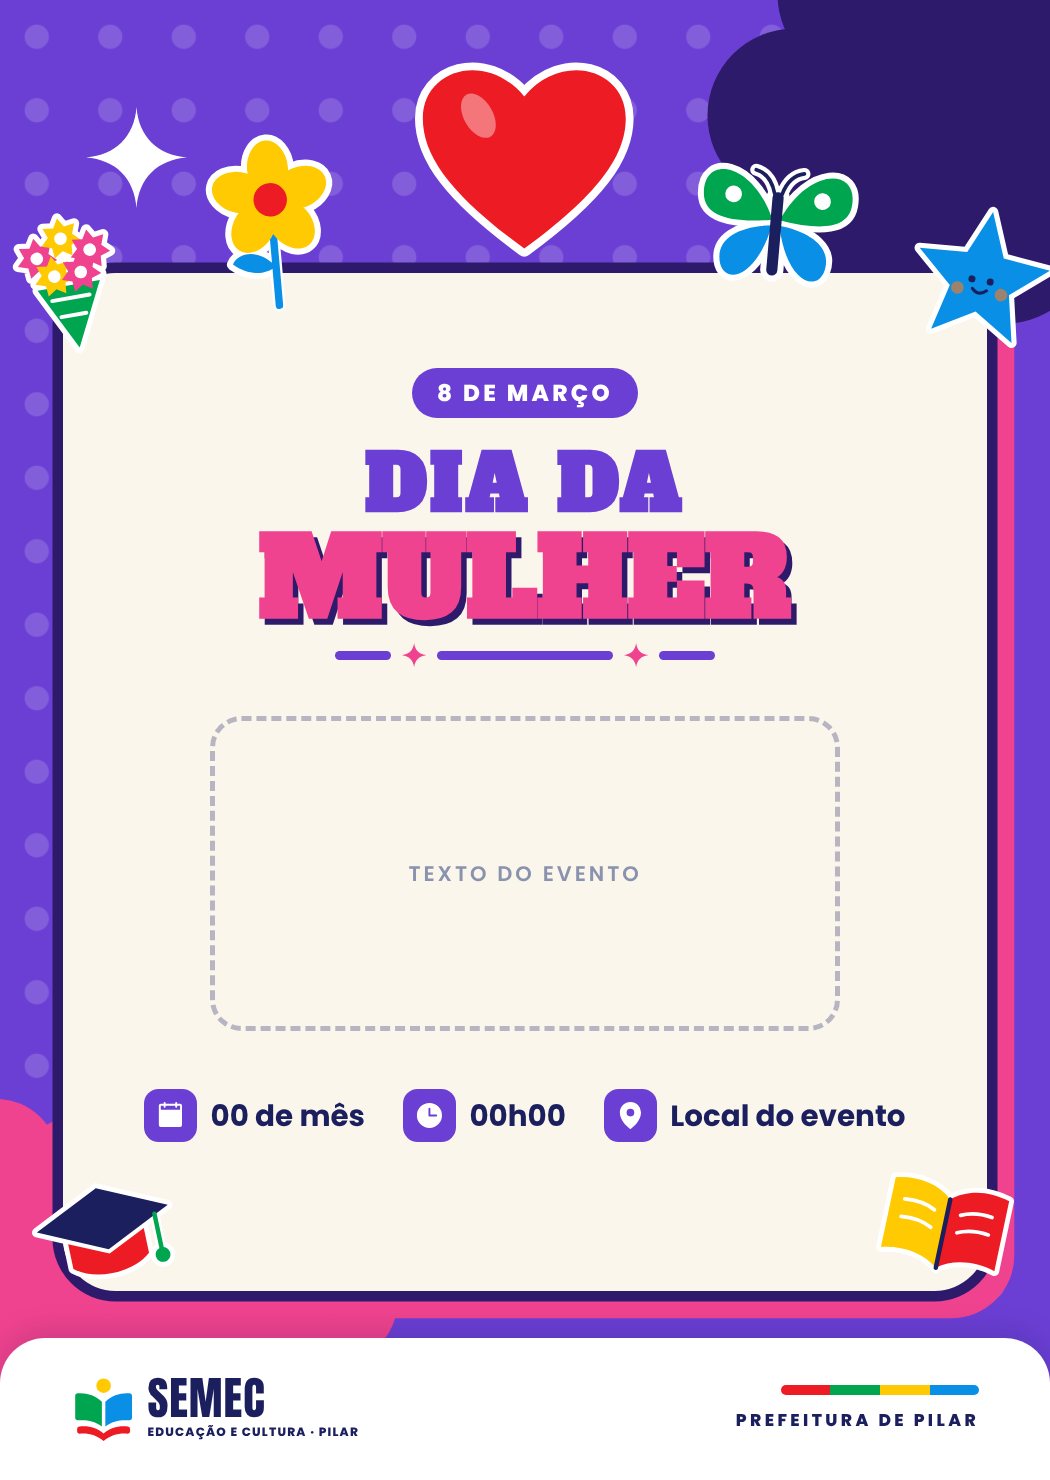 8 DE MARÇO
DIA DA
MULHER
TEXTO DO EVENTO
00 de mês 00h00 Local do evento
SEMEC
EDUCAÇÃO E CULTURA · PILAR
PREFEITURA DE PILAR